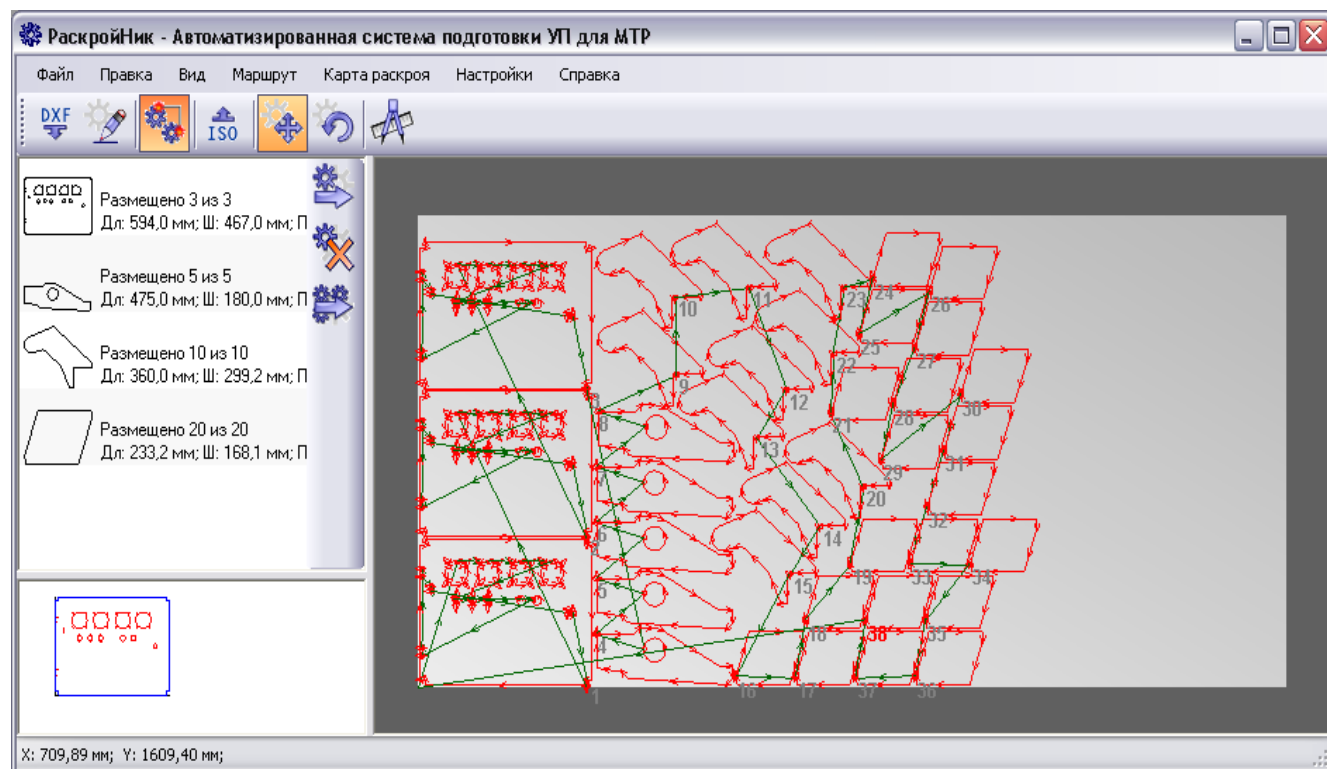 РаскройНик - Автоматизированная система подготовки УП для МТР
Файл Правка Вид Маршрут Карта раскроя Настройки Справка
DXF
ISO
Размещено 3 из 3
Дл: 594,0 мм; Ш: 467,0 мм; П
Размещено 5 из 5
Дл: 475,0 мм; Ш: 180,0 мм; П
Размещено 10 из 10
Дл: 360,0 мм; Ш: 299,2 мм; П
Размещено 20 из 20
Дл: 233,2 мм; Ш: 168,1 мм; П
11 23 24
10 26
25
22 27
9
12 30
8 21 28
13 31
7 29
20
32
6 14
5 15 19 33 34
4 18 38 35
16 17 37 36
1
X: 709,89 мм; Y: 1609,40 мм;